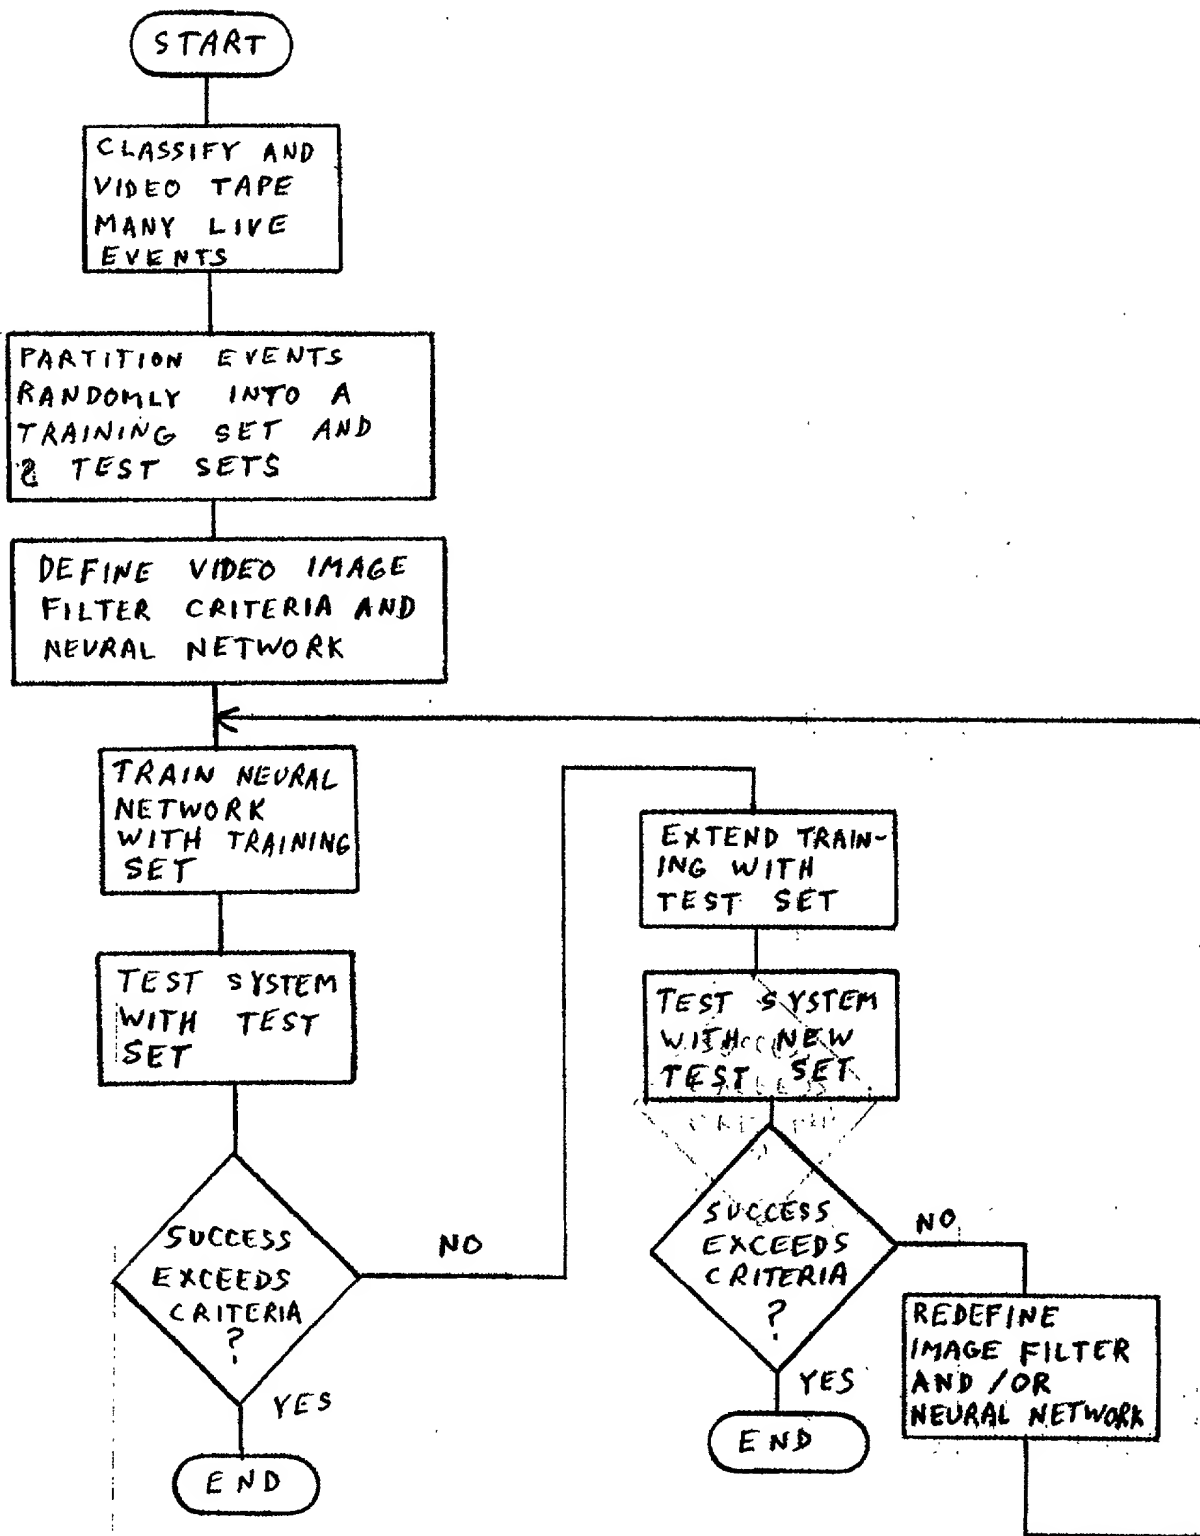 START
CLASSIFY AND
VIDEO TAPE
MANY LIVE
EVENTS
PARTITION EVENTS
RANDOMLY INTO A
TRAINING SET AND
2 TEST SETS
DEFINE VIDEO IMAGE
FILTER CRITERIA AND
NEURAL NETWORK
TRAIN NEURAL
NETWORK
WITH TRAINING
SET
TEST SYSTEM
WITH TEST
SET
SUCCESS
EXCEEDS
CRITERIA
?
NO
YES
END
EXTEND TRAIN-
ING WITH
TEST SET
TEST SYSTEM
WITH NEW
TEST SET
SUCCESS
EXCEEDS
CRITERIA
?
NO
YES
END
REDEFINE
IMAGE FILTER
AND /OR
NEURAL NETWORK